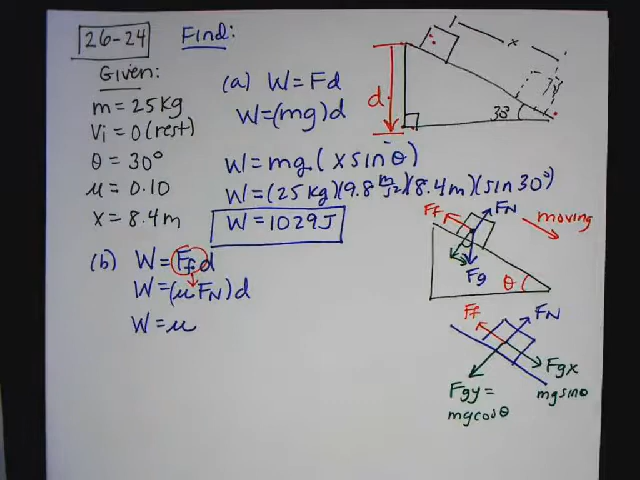 26-24 Find:
Given:
m = 25 kg
Vi = 0 (rest)
θ = 30°
μ = 0.10
x = 8.4 m
(a) W = Fd
W = (mg)d
W = mg (x sin θ)
W = (25 kg)(9.8 m/s²)(8.4 m)(sin 30°)
W = 1029 J
(b) W = Ff d
W = (μ FN) d
W = μ
x
d
Ff
FN
moving
Fg
θ
Ff
FN
Fgx
mg sin θ
Fgy =
mg cos θ